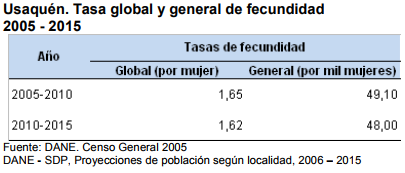 Usaquén. Tasa global y general de fecundidad
2005 - 2015
Año
Tasas de fecundidad
Global (por mujer) General (por mil mujeres)
2005-2010 1,65 49,10
2010-2015 1,62 48,00
Fuente: DANE. Censo General 2005
DANE - SDP, Proyecciones de población según localidad, 2006 – 2015